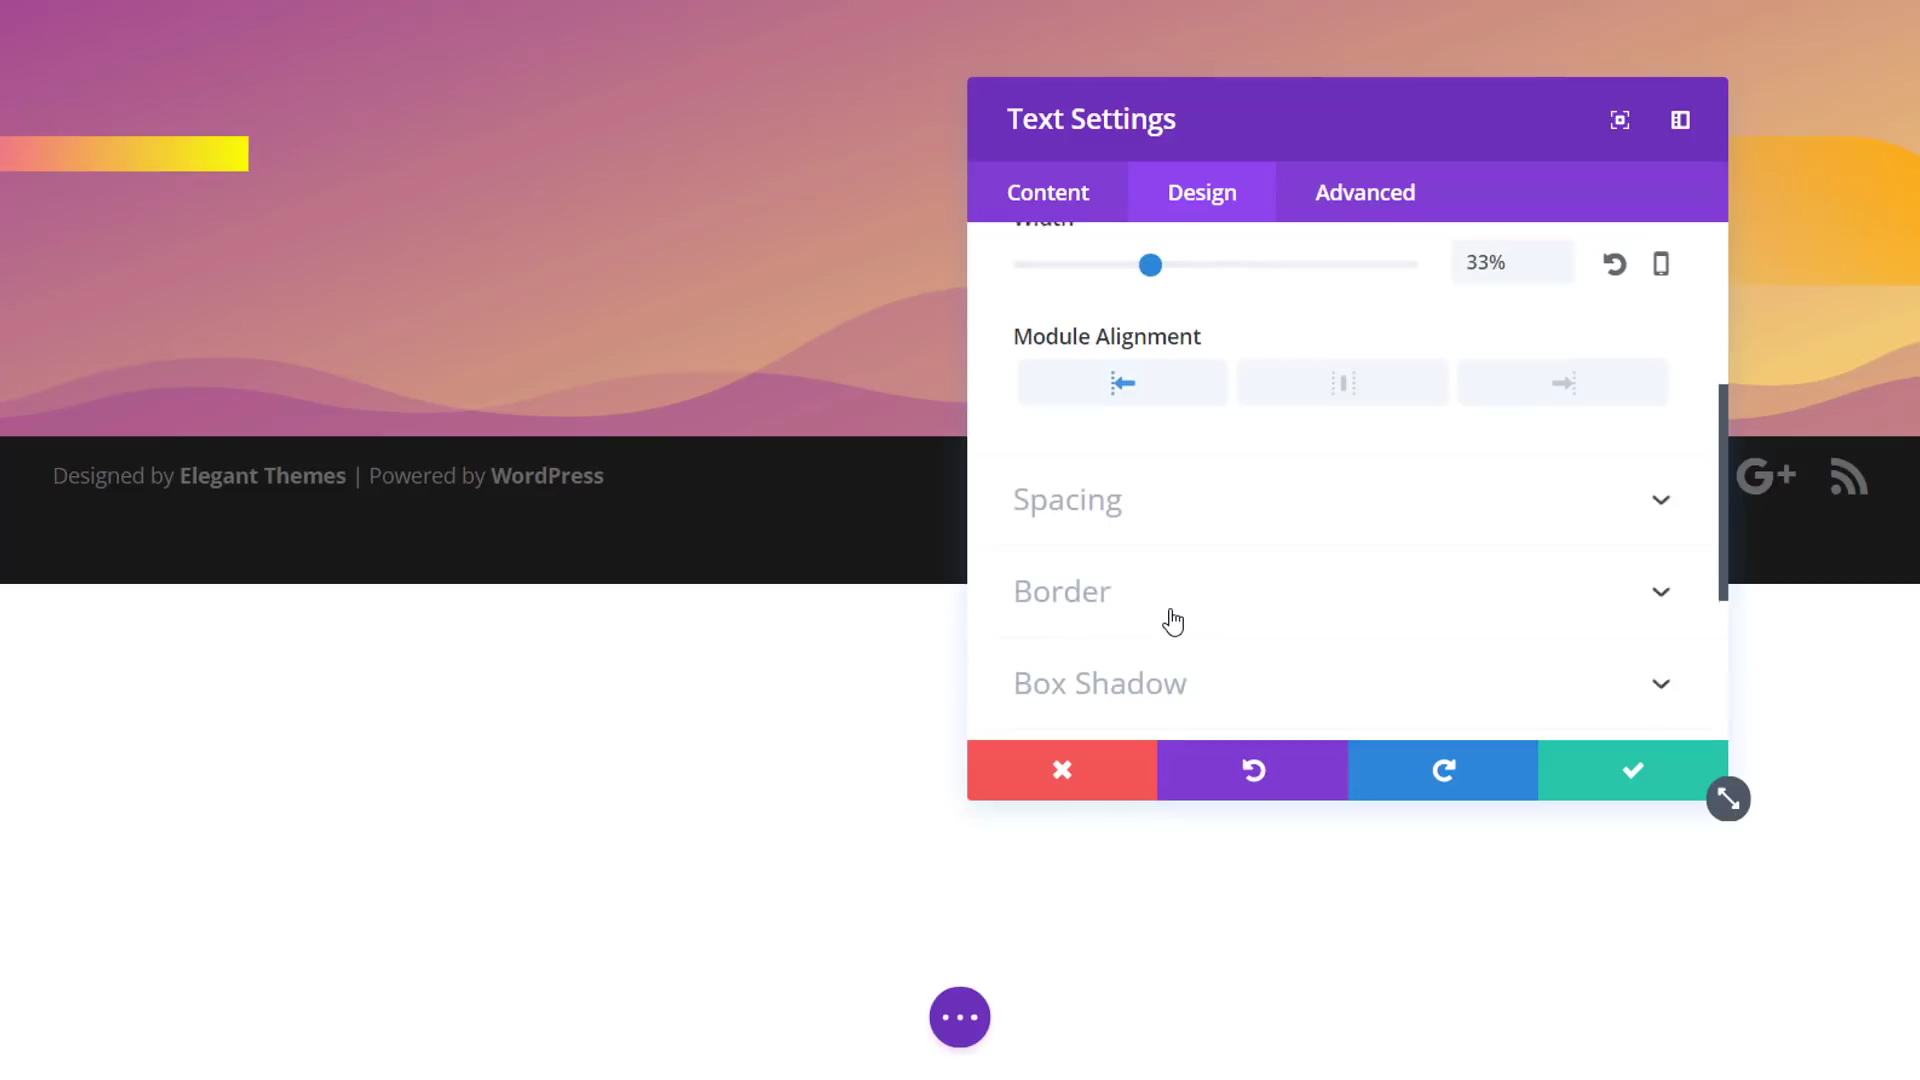 Text Settings
Content
Design
Advanced
Width
33%
Module Alignment
Designed by Elegant Themes | Powered by WordPress
G+
Spacing
Border
Box Shadow